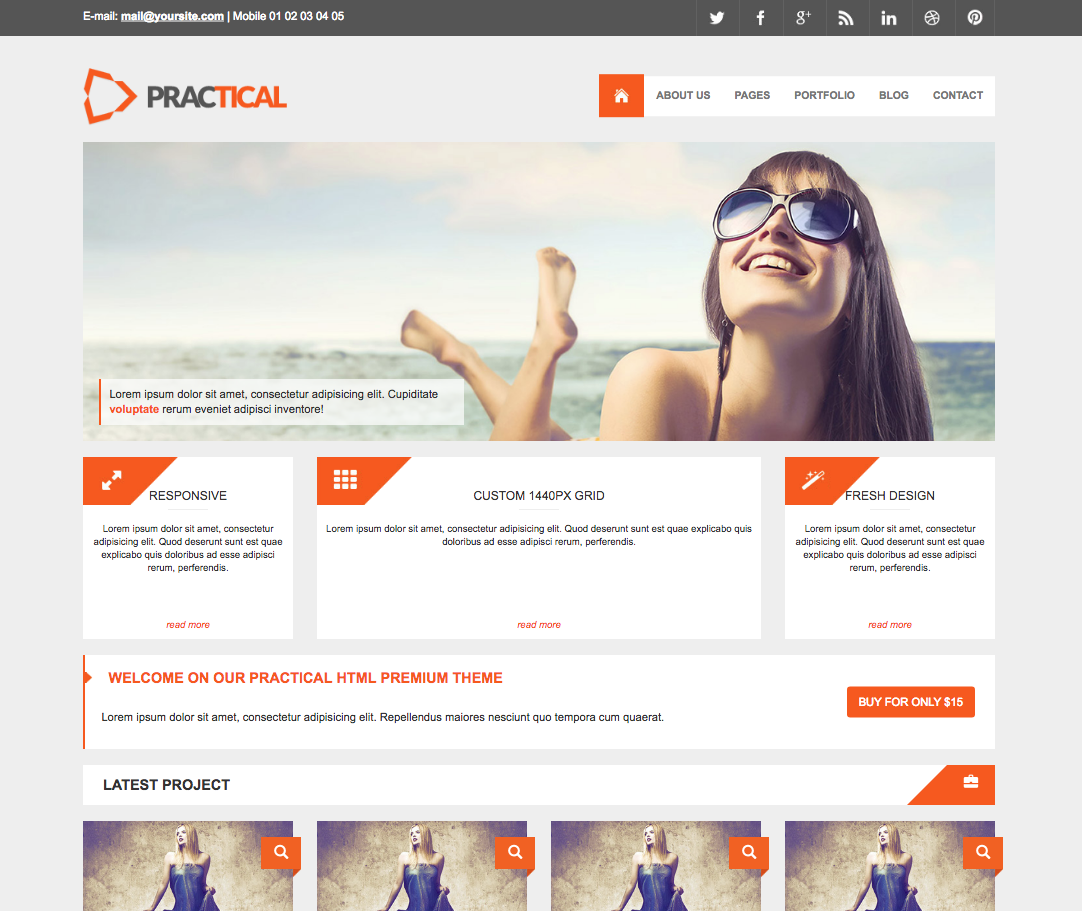 E-mail: mail@yoursite.com | Mobile 01 02 03 04 05
PRACTICAL
ABOUT US PAGES PORTFOLIO BLOG CONTACT
Lorem ipsum dolor sit amet, consectetur adipisicing elit. Cupiditate
voluptate rerum eveniet adipisci inventore!
RESPONSIVE
Lorem ipsum dolor sit amet, consectetur
adipisicing elit. Quod deserunt sunt est quae
explicabo quis doloribus ad esse adipisci
rerum, perferendis.
read more
CUSTOM 1440PX GRID
Lorem ipsum dolor sit amet, consectetur adipisicing elit. Quod deserunt sunt est quae explicabo quis
doloribus ad esse adipisci rerum, perferendis.
read more
FRESH DESIGN
Lorem ipsum dolor sit amet, consectetur
adipisicing elit. Quod deserunt sunt est quae
explicabo quis doloribus ad esse adipisci
rerum, perferendis.
read more
WELCOME ON OUR PRACTICAL HTML PREMIUM THEME
Lorem ipsum dolor sit amet, consectetur adipisicing elit. Repellendus maiores nesciunt quo tempora cum quaerat.
BUY FOR ONLY $15
LATEST PROJECT